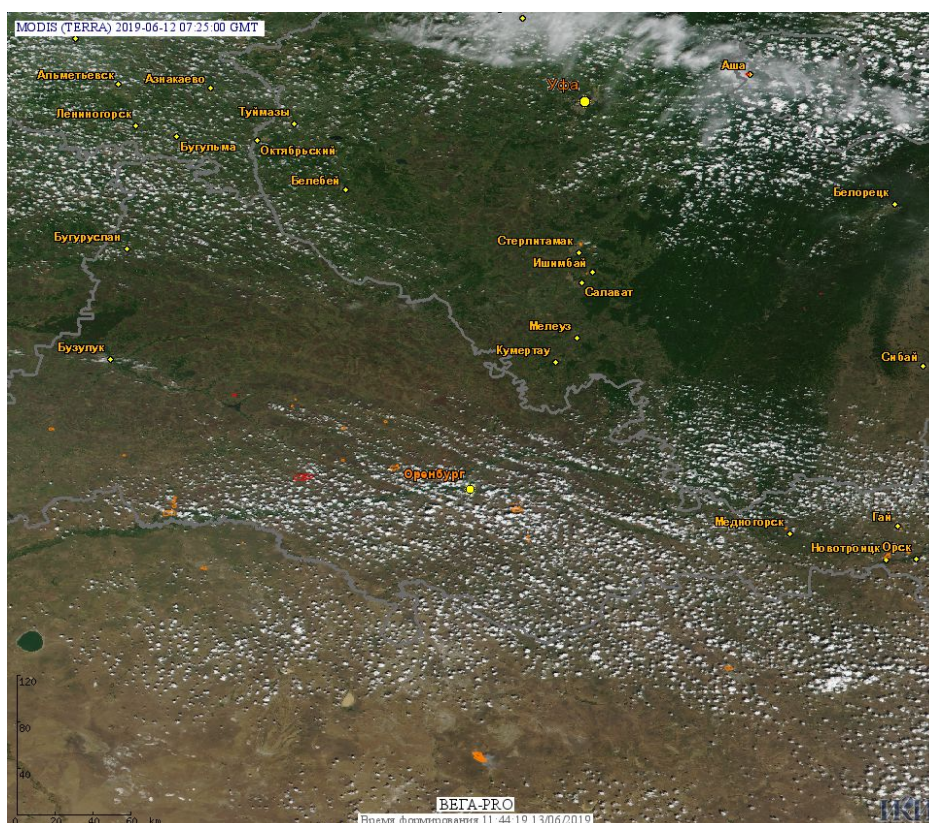 MODIS (TERRA) 2019-06-12 07:25:00 GMT
Альметьевск
Азнакаево
Аша
Уфа
Лениногорск
Туймазы
Бугульма
Октябрьский
Белебей
Белорецк
Бугуруслан
Стерлитамак
Ишимбай
Салават
Мелеуз
Бузулук
Кумертау
Сибай
Оренбург
Медногорск
Гай
Новотроицк
Орск
120
80
40
0 20 60 km
ВЕГА-PRO
Время формирования 11:44:19 13/06/2019
ИКИ